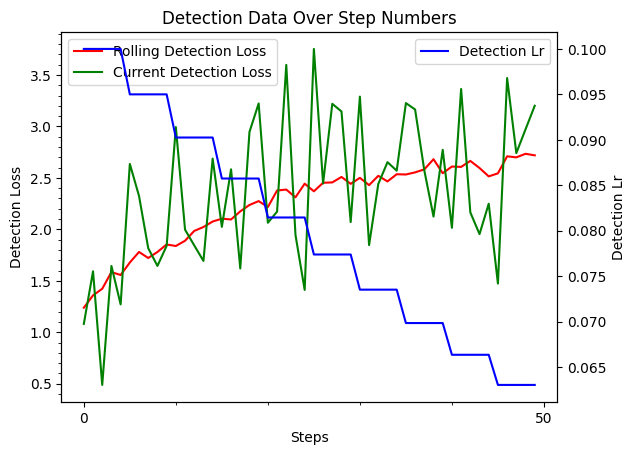 Detection Data Over Step Numbers
Rolling Detection Loss
Current Detection Loss
Detection Lr
3.5
3.0
2.5
2.0
1.5
1.0
0.5
Detection Loss
0.100
0.095
0.090
0.085
0.080
0.075
0.070
0.065
Detection Lr
0
50
Steps